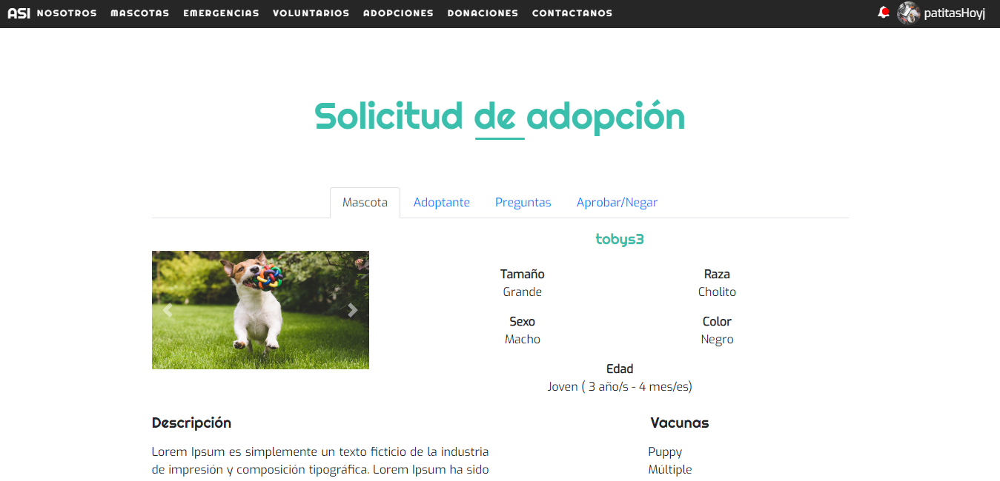 ASI NOSOTROS MASCOTAS EMERGENCIAS VOLUNTARIOS ADOPCIONES DONACIONES CONTACTANOS patitasHoyj
Solicitud de adopción
Mascota Adoptante Preguntas Aprobar/Negar
tobys3
Tamaño Raza
Grande Cholito
Sexo Color
Macho Negro
Edad
Joven ( 3 año/s - 4 mes/es)
Descripción Vacunas
Lorem Ipsum es simplemente un texto ficticio de la industria Puppy
de impresión y composición tipográfica. Lorem Ipsum ha sido Múltiple